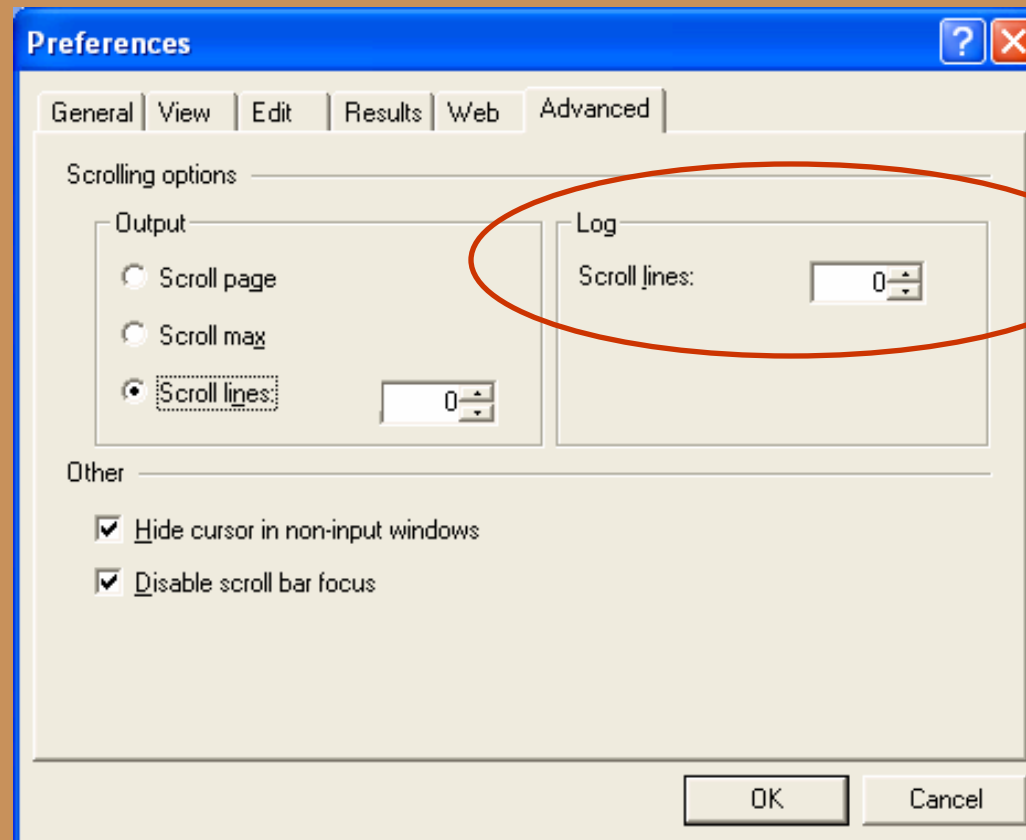 Preferences
General View Edit Results Web Advanced
Scrolling options
Output
Scroll page
Scroll max
Scroll lines: 0
Log
Scroll lines: 0
Other
Hide cursor in non-input windows
Disable scroll bar focus
OK Cancel